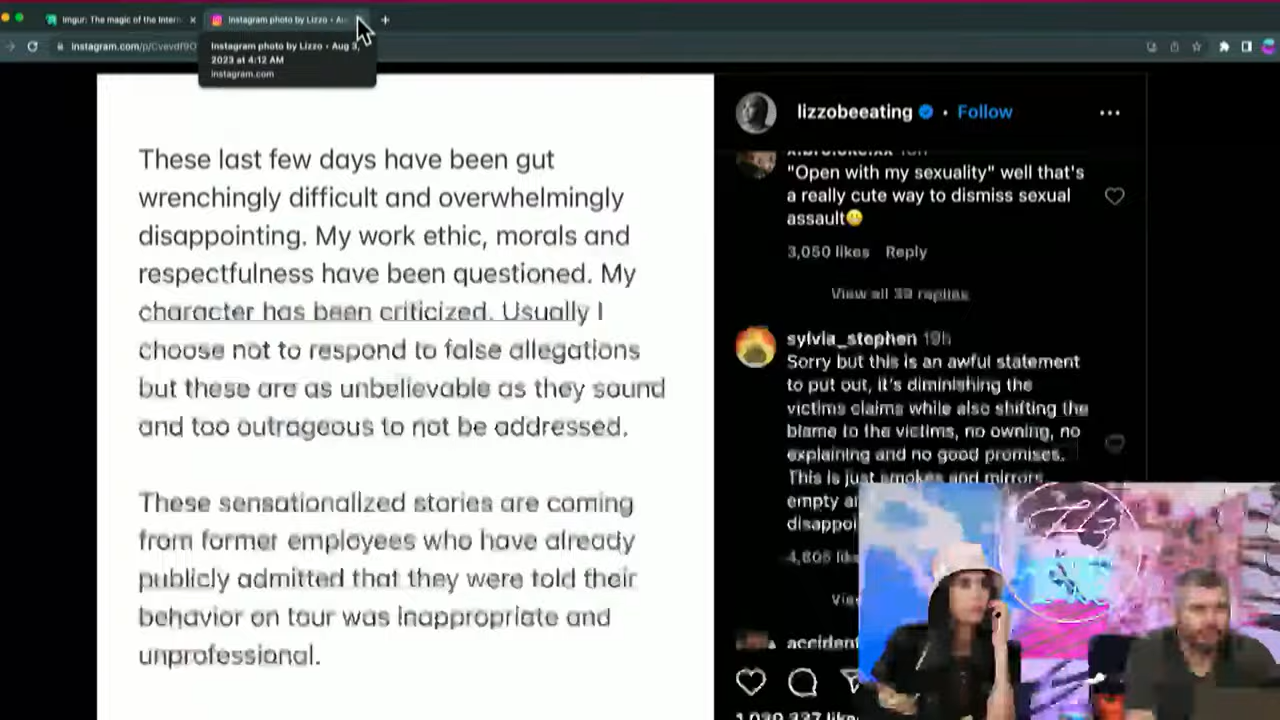 Imgur: The magic of the Intern
Instagram photo by Lizzo • Au
instagram.com/p/
Instagram photo by Lizzo • Aug 3,
2023 at 4:12 AM
instagram.com
These last few days have been gut
wrenchingly difficult and overwhelmingly
disappointing. My work ethic, morals and
respectfulness have been questioned. My
character has been criticized. Usually I
choose not to respond to false allegations
but these are as unbelievable as they sound
and too outrageous to not be addressed.
These sensationalized stories are coming
from former employees who have already
publicly admitted that they were told their
behavior on tour was inappropriate and
unprofessional.
lizzobeeating • Follow
"Open with my sexuality" well that's
a really cute way to dismiss sexual
assault😬
3,050 likes Reply
View all 39 replies
sylvia_stephen 19h
Sorry but this is an awful statement
to put out, it's diminishing the
victims claims while also shifting the
blame to the victims, no owning, no
explaining and no good promises.
This is just smokes and mirrors
empty
disappoi
Vie
accident